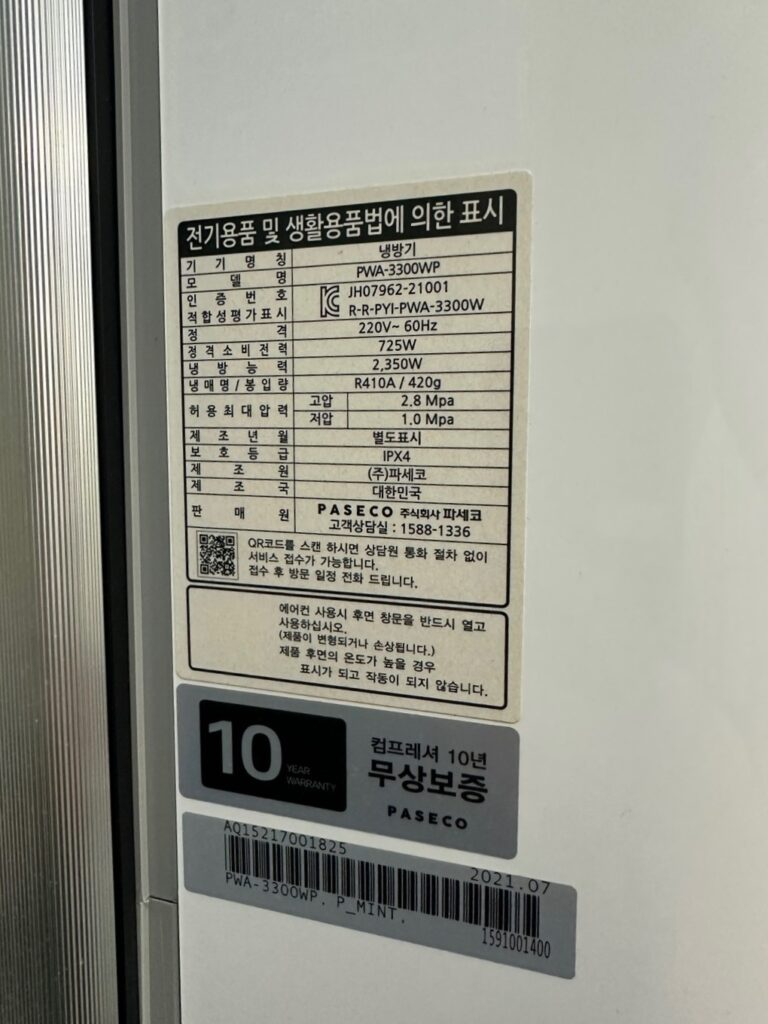 전기용품 및 생활용품법에 의한 표시
기기명칭 냉방기
모델명 PWA-3300WP
인증번호 JH07962-21001
적합성평가표시 R-R-PYI-PWA-3300W
정격 220V~ 60Hz
정격소비전력 725W
냉방능력 2,350W
냉매명/봉입량 R410A / 420g
허용최대압력 고압 2.8 Mpa
저압 1.0 Mpa
제조년월 별도표시
보호등급 IPX4
제조원 (주)파세코
제조국 대한민국
판매원 PASECO 주식회사 파세코
고객상담실 : 1588-1336
QR코드를 스캔 하시면 상담원 통화 절차 없이
서비스 접수가 가능합니다.
접수 후 방문 일정 전화 드립니다.
에어컨 사용시 후면 창문을 반드시 열고
사용하십시오.
(제품이 변형되거나 손상됩니다.)
제품 후면의 온도가 높을 경우
표시가 되고 작동이 되지 않습니다.
10 YEAR WARRANTY
컴프레셔 10년
무상보증
PASECO
AQ15217001825 2021.07
PWA-3300WP. P_MINT.
1591001400